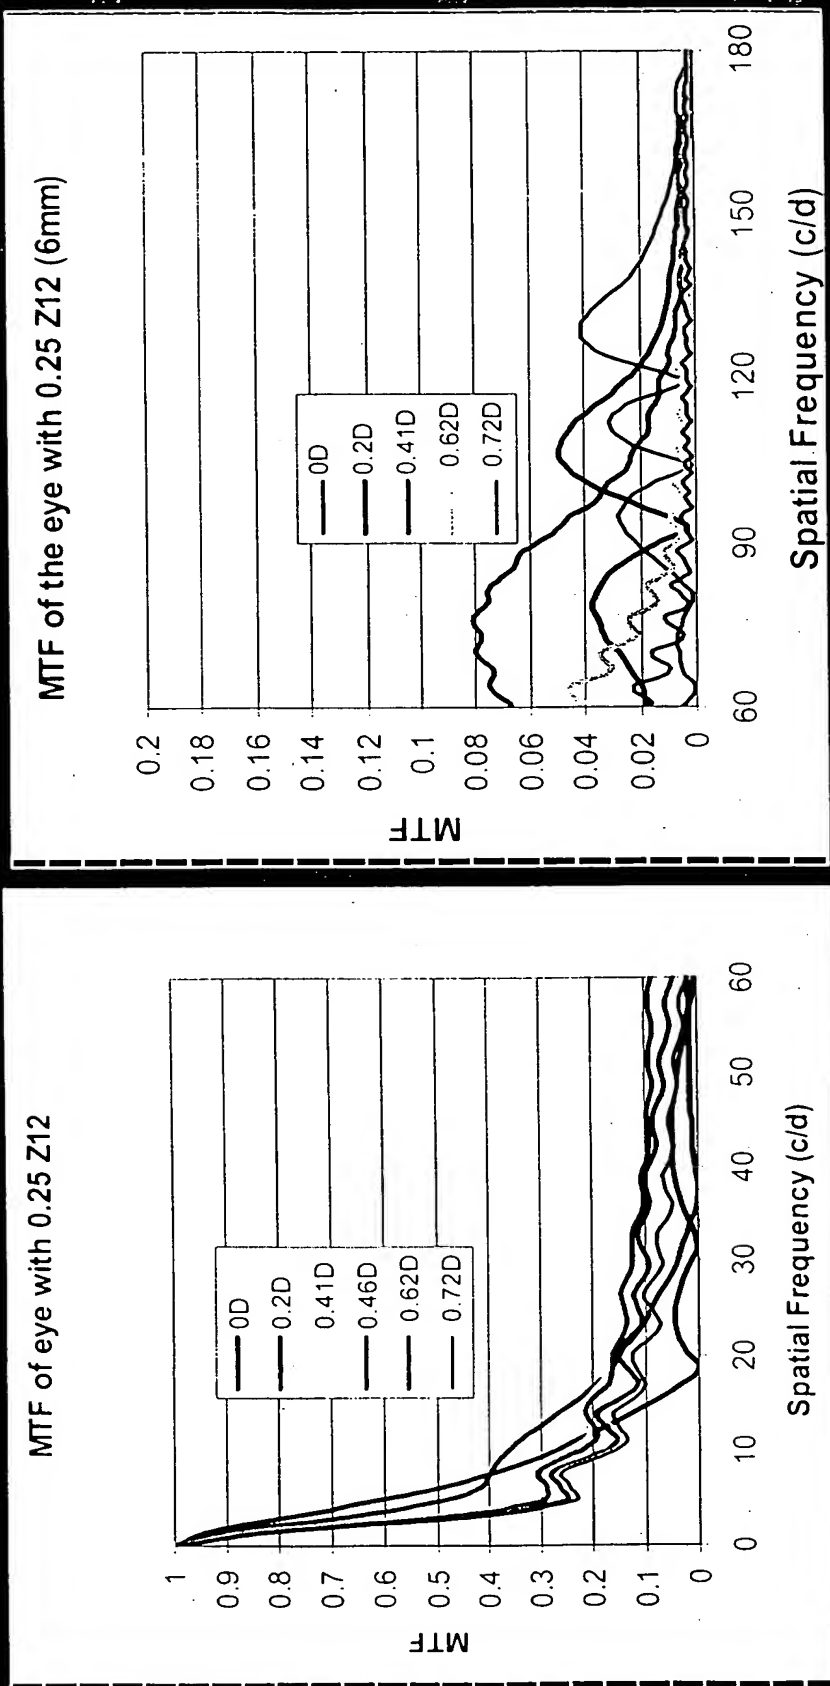 MTF of eye with 0.25 Z12
MTF
1
0.9
0.8
0.7
0.6
0.5
0.4
0.3
0.2
0.1
0
0D
0.2D
0.41D
0.46D
0.62D
0.72D
0
10
20
30
40
50
60
Spatial Frequency (c/d)
MTF of the eye with 0.25 Z12 (6mm)
MTF
0.2
0.18
0.16
0.14
0.12
0.1
0.08
0.06
0.04
0.02
0
0D
0.2D
0.41D
0.62D
0.72D
60
90
120
150
180
Spatial Frequency (c/d)